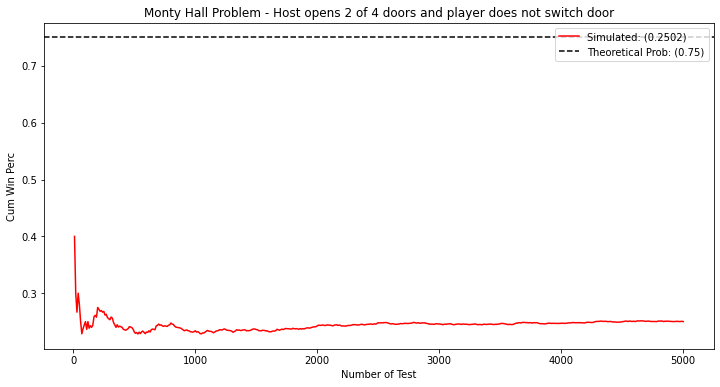 Monty Hall Problem - Host opens 2 of 4 doors and player does not switch door
Simulated: (0.2502)
Theoretical Prob: (0.75)
Cum Win Perc
0.7
0.6
0.5
0.4
0.3
0
1000
2000
3000
4000
5000
Number of Test